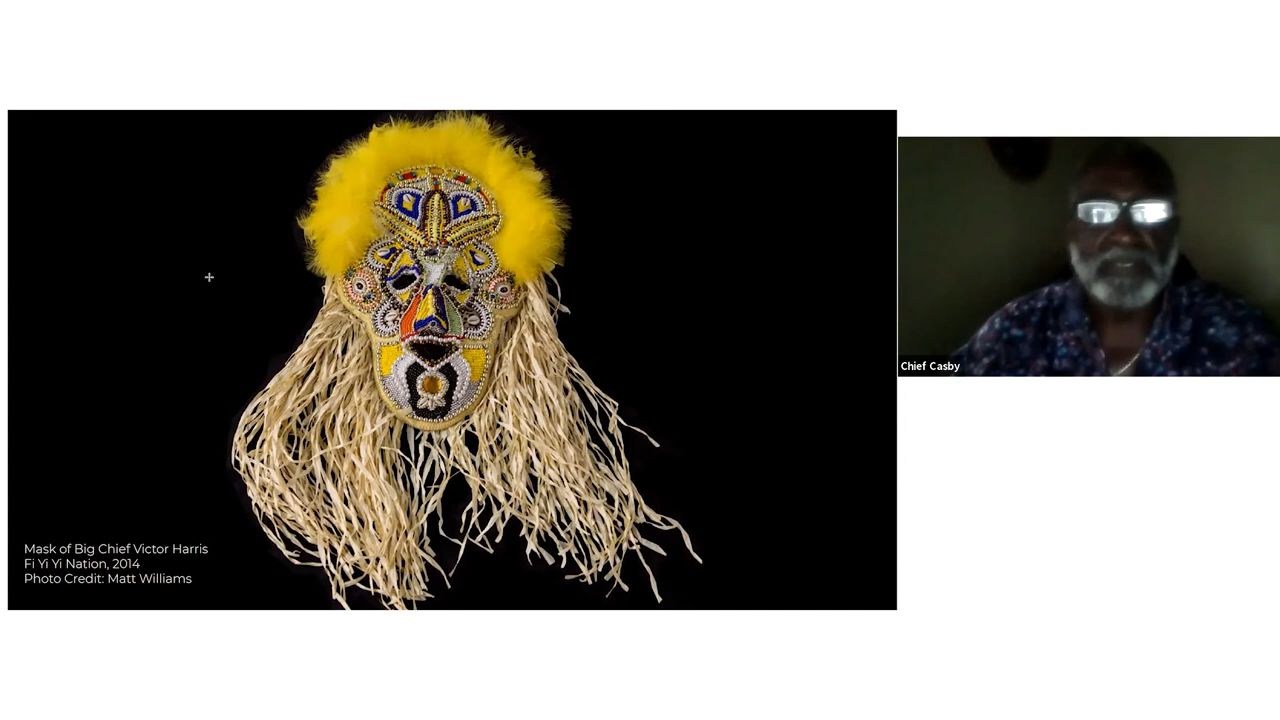 Mask of Big Chief Victor Harris
Fi Yi Yi Nation, 2014
Photo Credit: Matt Williams
Chief Casby